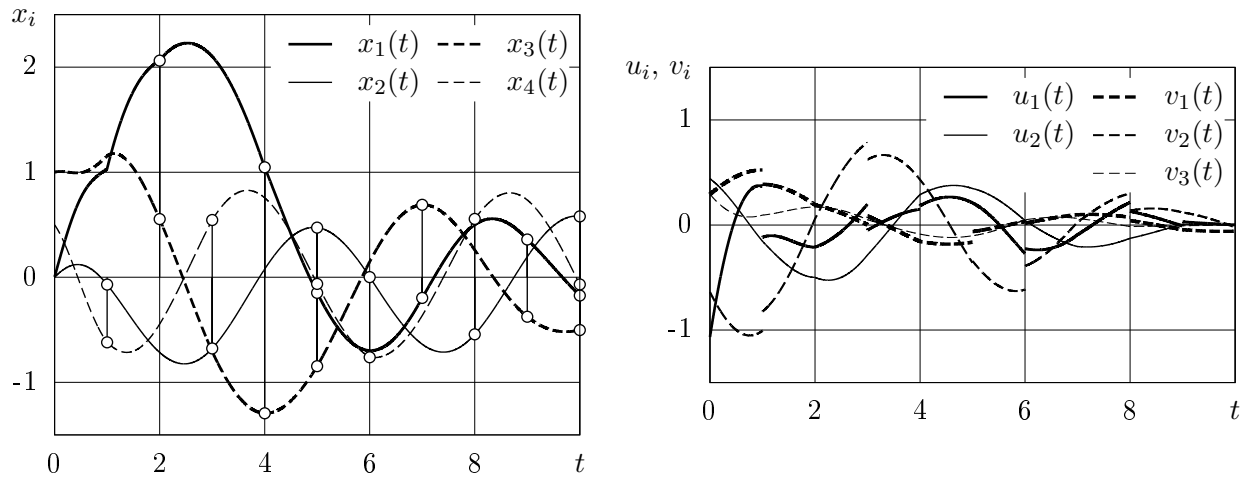 x_i
2
1
0
-1
x_1(t) x_3(t)
x_2(t) x_4(t)
0 2 4 6 8 t
u_i, v_i
1
0
-1
u_1(t) v_1(t)
u_2(t) v_2(t)
v_3(t)
0 2 4 6 8 t